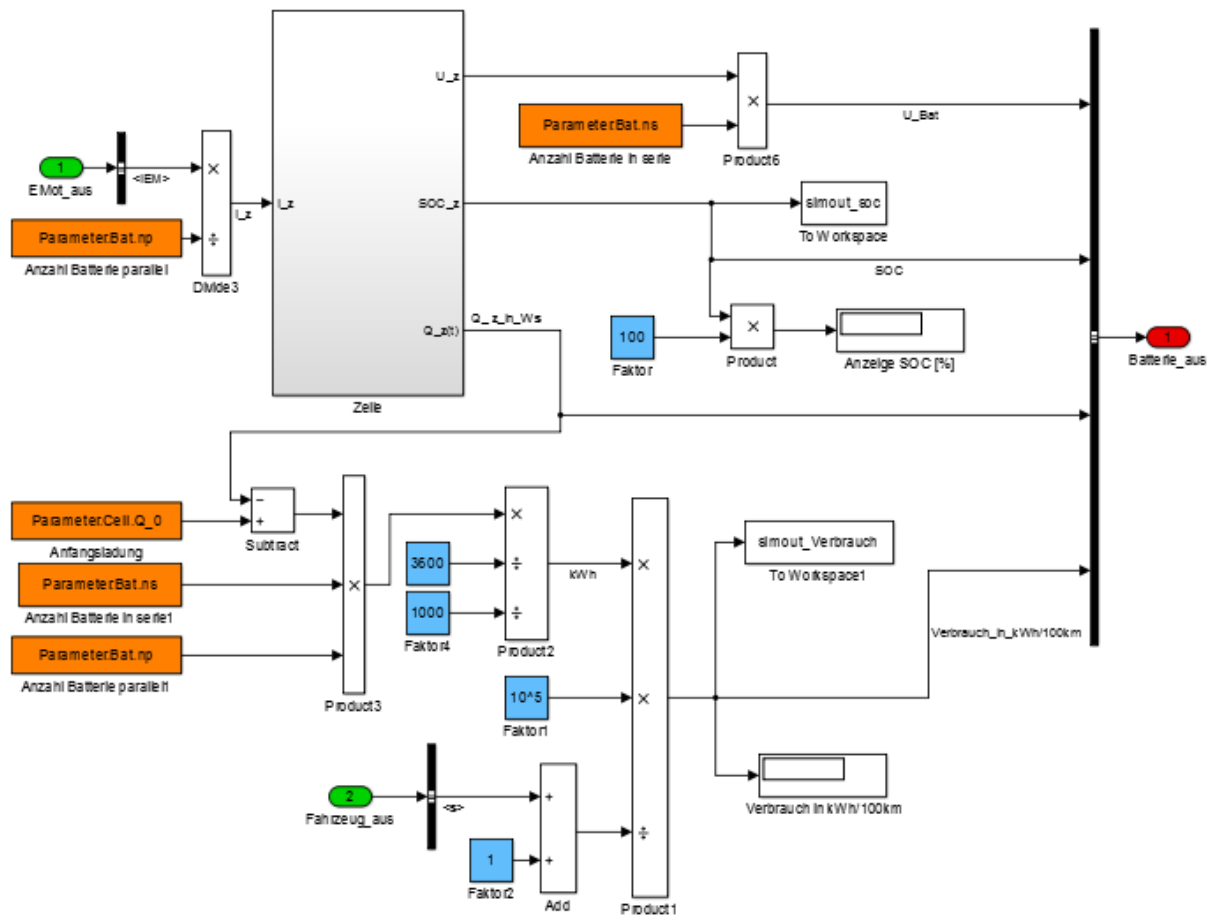 U_z
Parameter.Bat.ns
Anzahl Batterie in serie
×
Product6
U_Bat
1
EMot_aus
<IEM>
×
÷
Divide3
I_z
I_z
Parameter.Bat.np
Anzahl Batterie parallel
SOC_z
simout_soc
To Workspace
SOC
Q_z(t)
Q_z_in_Ws
Zelle
100
Faktor
×
Product
Anzeige SOC [%]
1
Batterie_aus
Parameter.Cell.Q_0
Anfangsladung
−
+
Subtract
Parameter.Bat.ns
Anzahl Batterie in serie1
Parameter.Bat.np
Anzahl Batterie parallel1
×
Product3
3600
1000
Faktor4
×
÷
÷
Product2
kWh
10^5
Faktor1
×
×
÷
Product1
simout_Verbrauch
To Workspace1
Verbrauch_in_kWh/100km
Verbrauch in kWh/100km
2
Fahrzeug_aus
<s>
1
Faktor2
+
+
Add